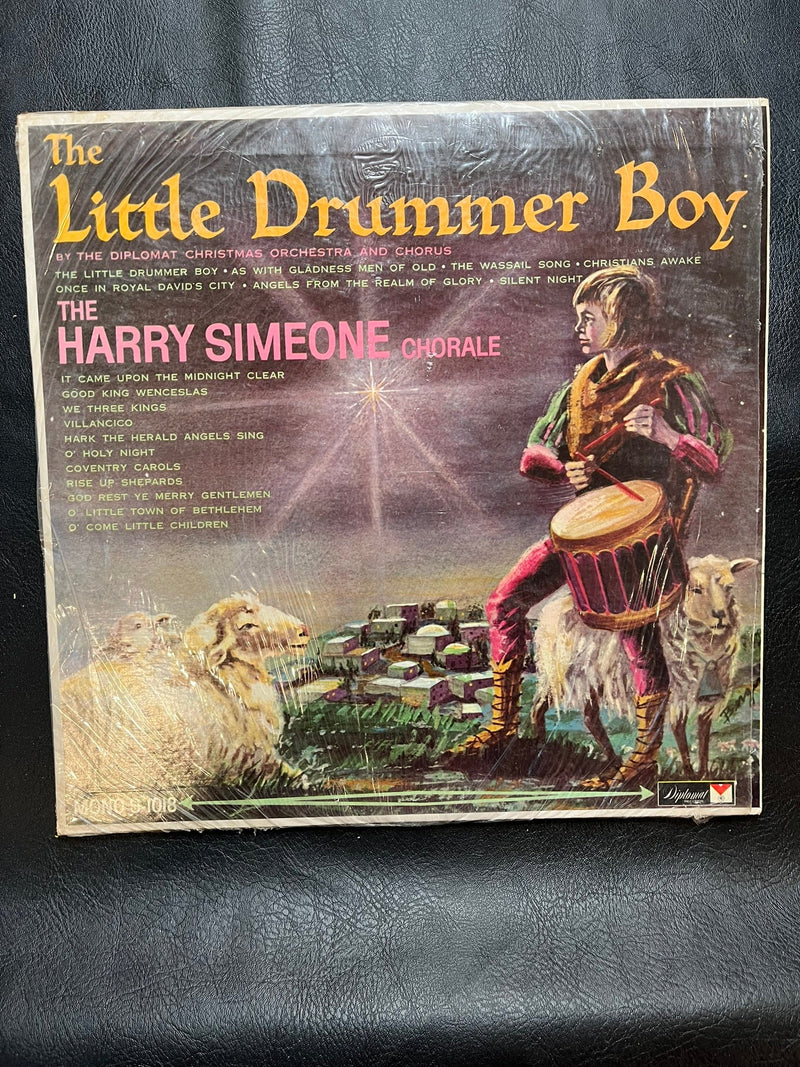 The
Little Drummer Boy
BY THE DIPLOMAT CHRISTMAS ORCHESTRA AND CHORUS
THE LITTLE DRUMMER BOY • AS WITH GLADNESS MEN OF OLD • THE WASSAIL SONG • CHRISTIANS AWAKE
ONCE IN ROYAL DAVID'S CITY • ANGELS FROM THE REALM OF GLORY • SILENT NIGHT
THE
HARRY SIMEONE CHORALE
IT CAME UPON THE MIDNIGHT CLEAR
GOOD KING WENCESLAS
WE THREE KINGS
VILLANCICO
HARK THE HERALD ANGELS SING
O' HOLY NIGHT
COVENTRY CAROLS
RISE UP SHEPARDS
GOD REST YE MERRY GENTLEMEN
O' LITTLE TOWN OF BETHLEHEM
O' COME LITTLE CHILDREN
MONO S 1018
Diplomat